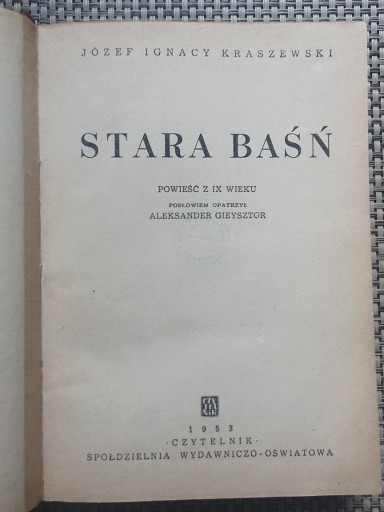 JÓZEF IGNACY KRASZEWSKI
STARA BAŚŃ
POWIEŚĆ Z IX WIEKU
POSŁOWIEM OPATRZYŁ
ALEKSANDER GIEYSZTOR
1953
·CZYTELNIK·
SPÓŁDZIELNIA WYDAWNICZO-OŚWIATOWA